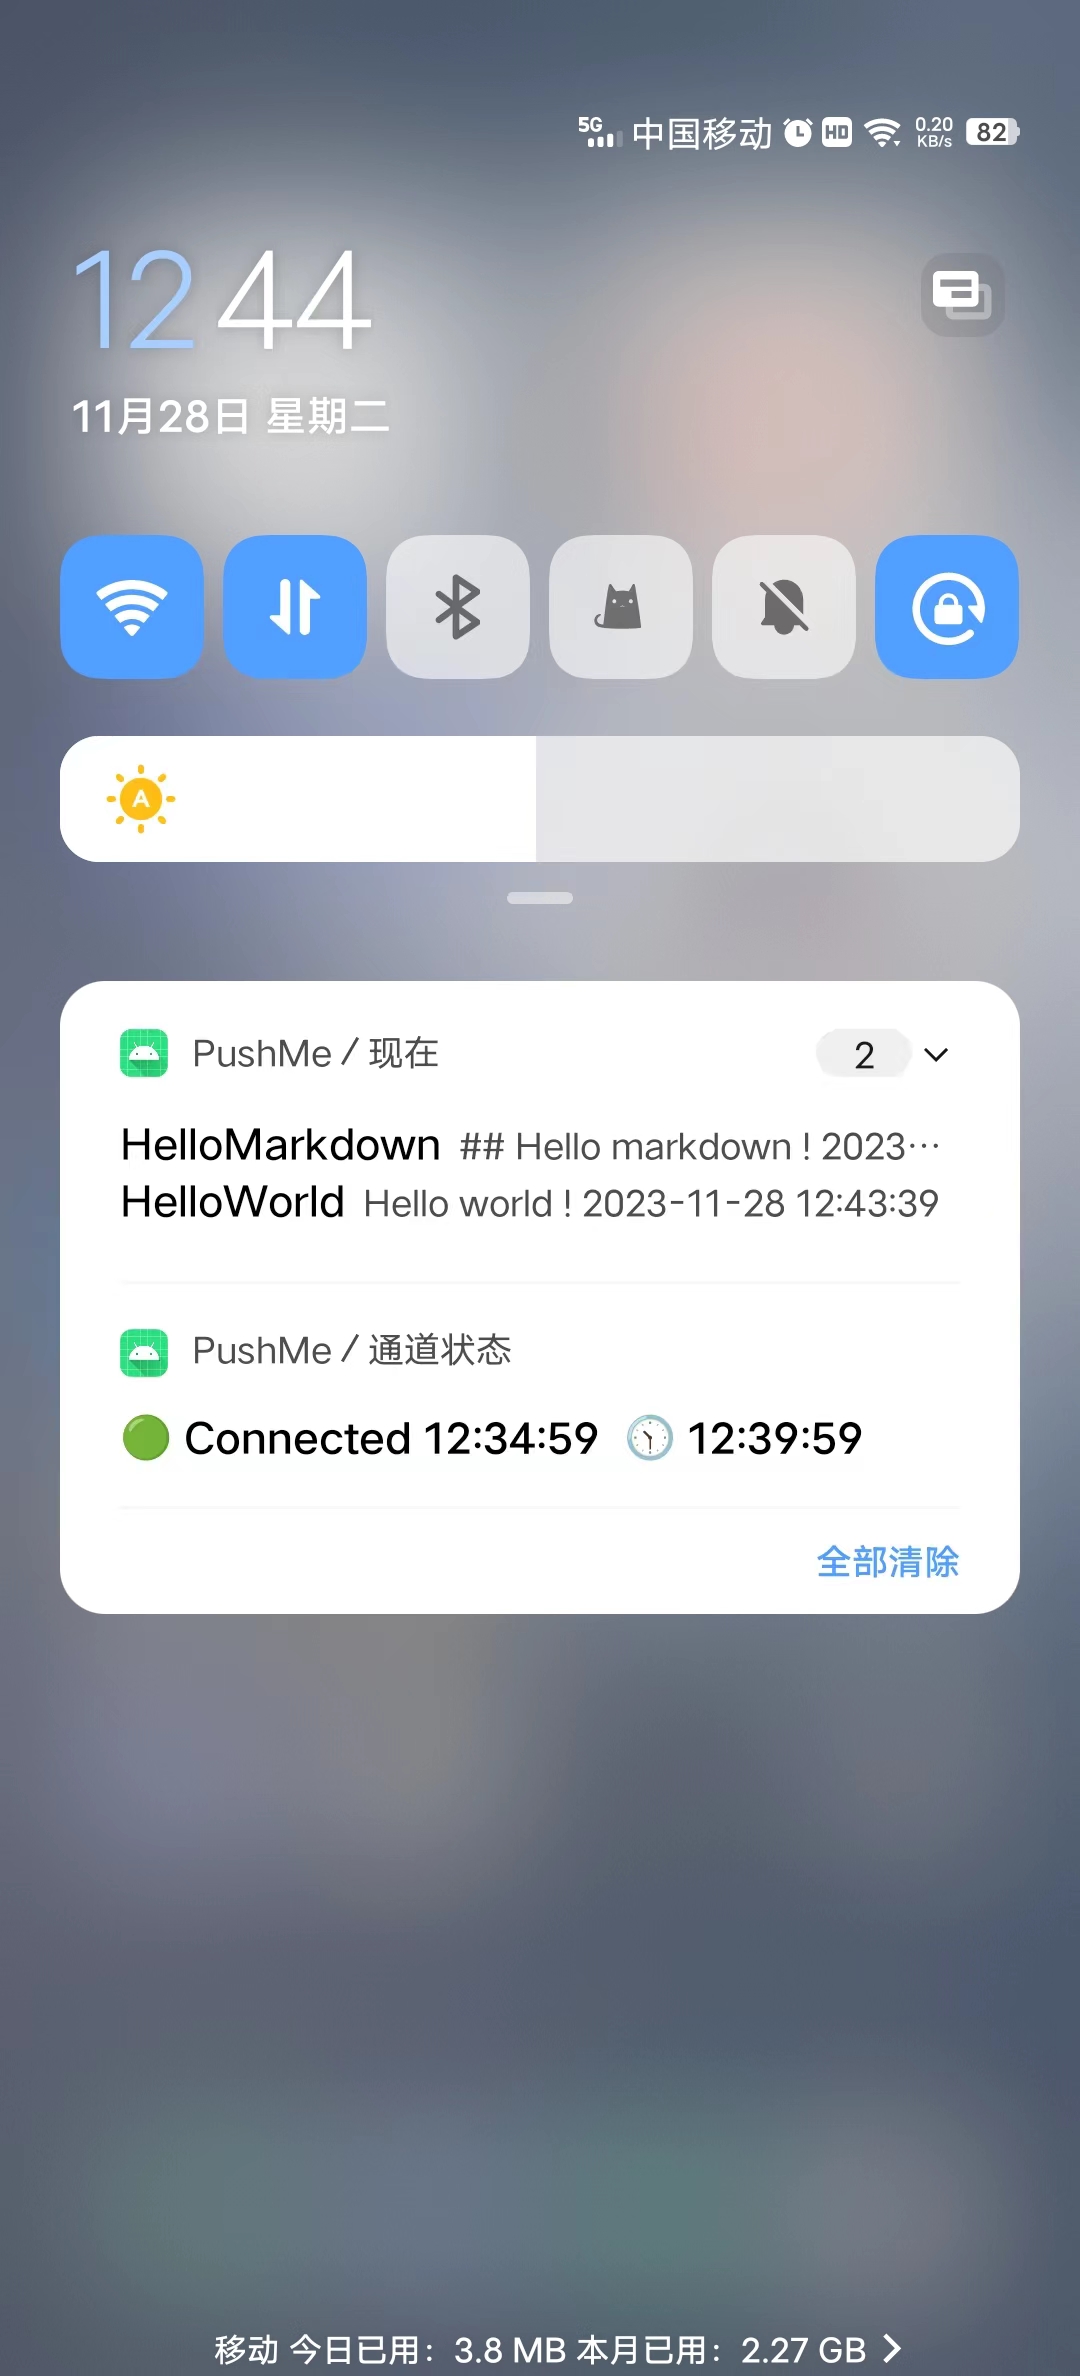 5G 中国移动 HD 0.20 KB/s 82
12 44
11月28日 星期二
A
PushMe / 现在 2
HelloMarkdown ## Hello markdown ! 2023···
HelloWorld Hello world ! 2023-11-28 12:43:39
PushMe / 通道状态
Connected 12:34:59 12:39:59
全部清除
移动 今日已用：3.8 MB 本月已用：2.27 GB